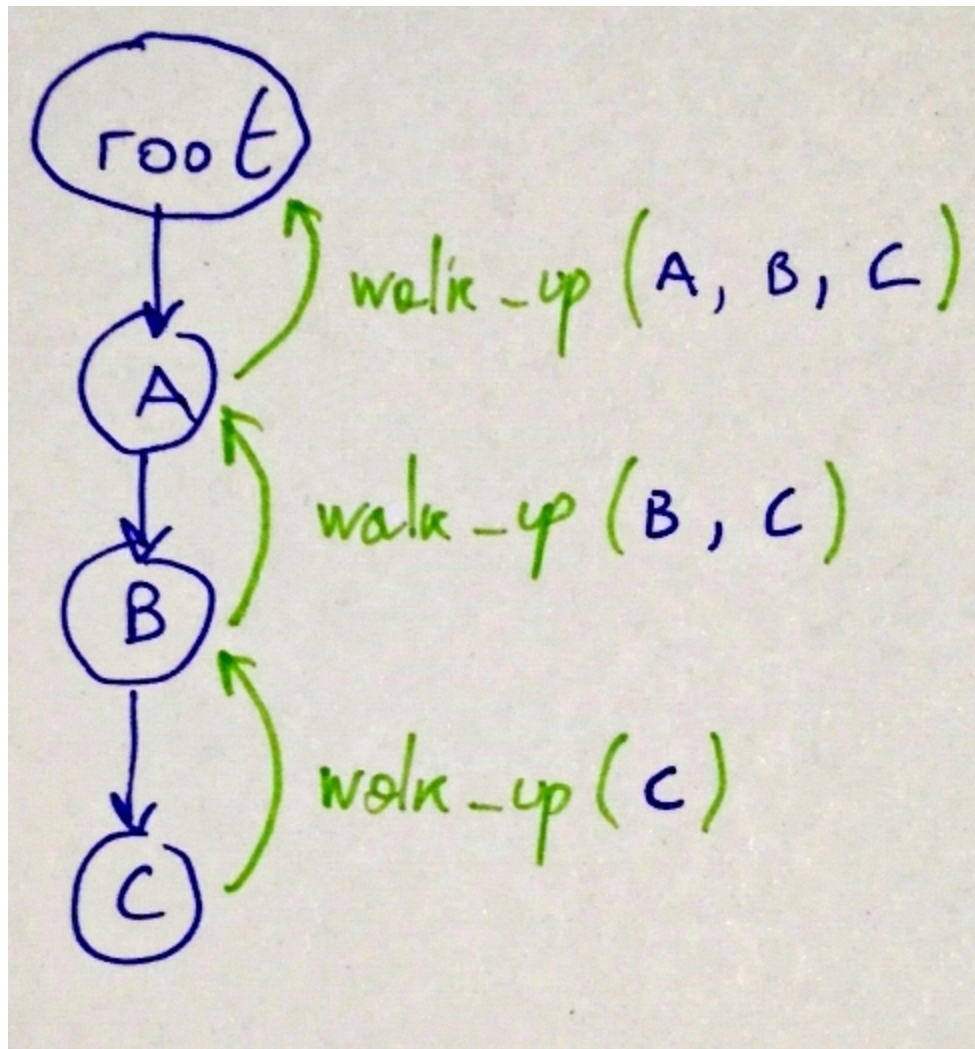 root
walk_up (A, B, C)
A
walk_up (B, C)
B
walk_up (C)
C